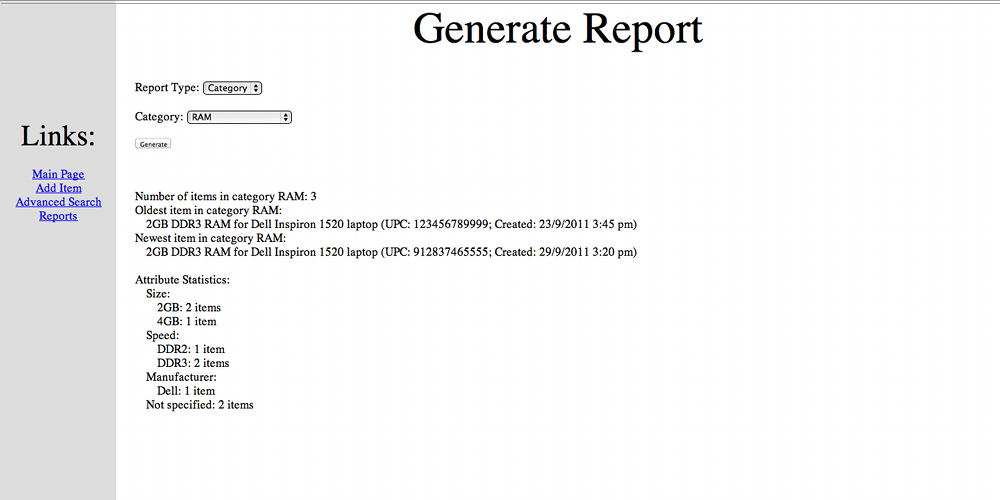 Generate Report
Links:
Main Page
Add Item
Advanced Search
Reports
Report Type: Category
Category: RAM
Generate
Number of items in category RAM: 3
Oldest item in category RAM:
2GB DDR3 RAM for Dell Inspiron 1520 laptop (UPC: 123456789999; Created: 23/9/2011 3:45 pm)
Newest item in category RAM:
2GB DDR3 RAM for Dell Inspiron 1520 laptop (UPC: 912837465555; Created: 29/9/2011 3:20 pm)
Attribute Statistics:
Size:
2GB: 2 items
4GB: 1 item
Speed:
DDR2: 1 item
DDR3: 2 items
Manufacturer:
Dell: 1 item
Not specified: 2 items